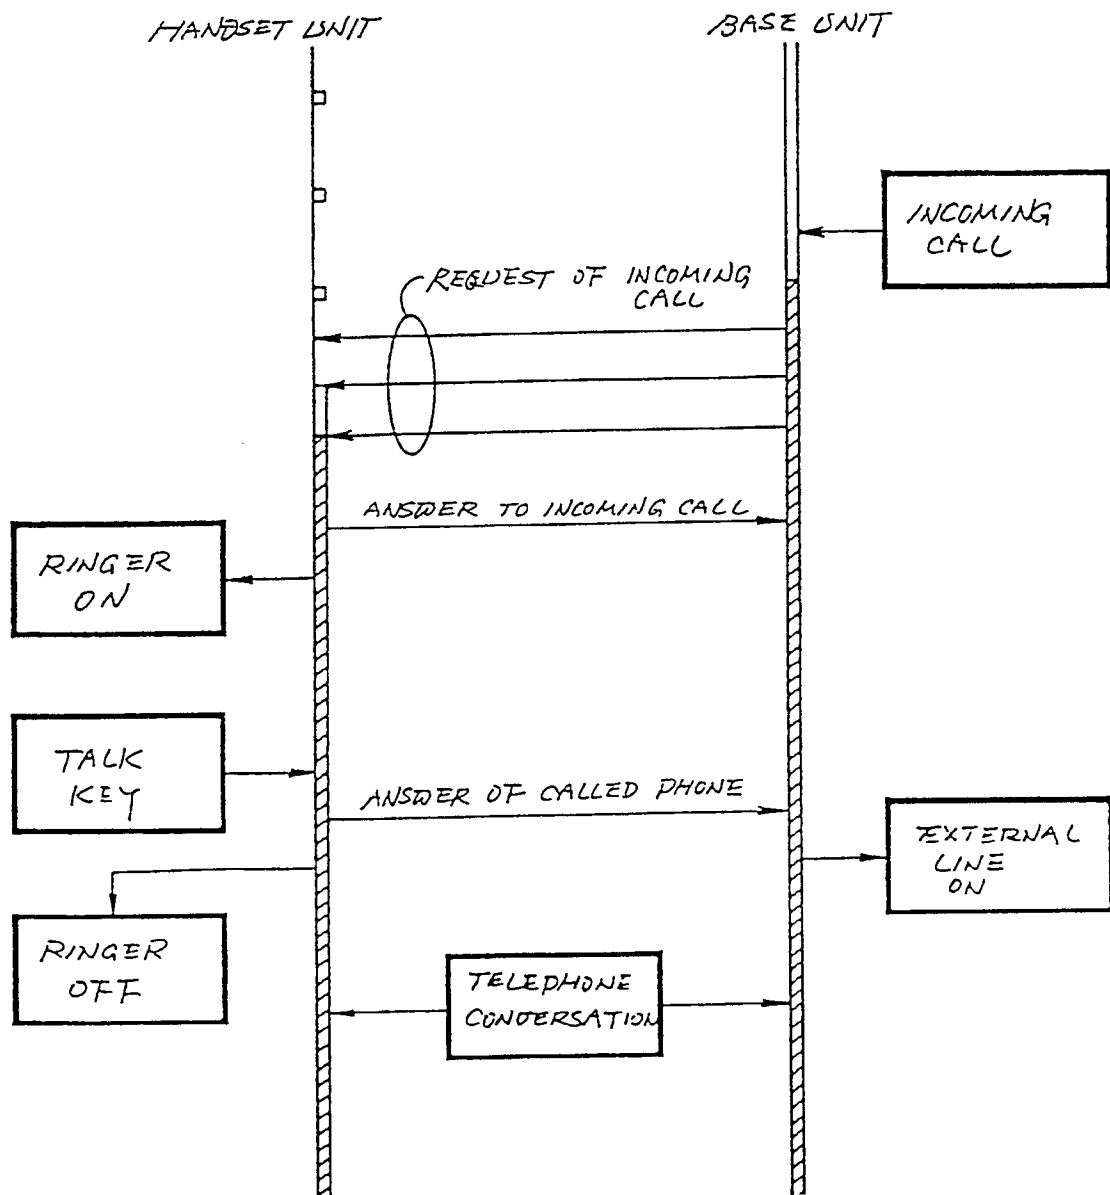 HANDSET UNIT
BASE UNIT
INCOMING
CALL
REQUEST OF INCOMING
CALL
ANSWER TO INCOMING CALL
RINGER
ON
TALK
KEY
ANSWER OF CALLED PHONE
EXTERNAL
LINE
ON
RINGER
OFF
TELEPHONE
CONVERSATION